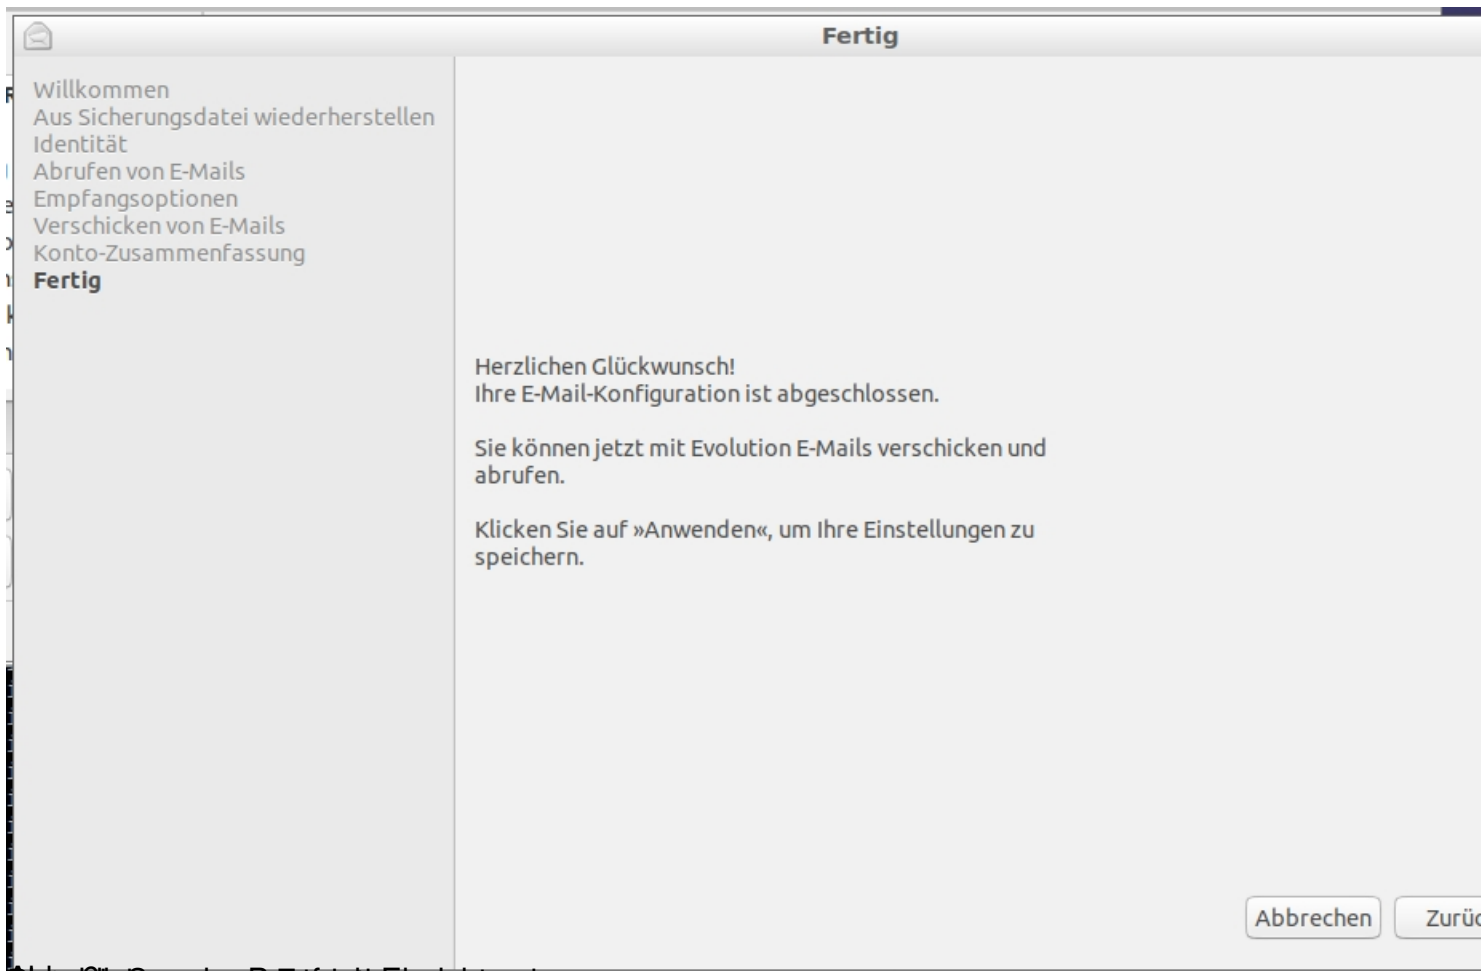 Fertig
Willkommen
Aus Sicherungsdatei wiederherstellen
Identität
Abrufen von E-Mails
Empfangsoptionen
Verschicken von E-Mails
Konto-Zusammenfassung
Fertig
Herzlichen Glückwunsch!
Ihre E-Mail-Konfiguration ist abgeschlossen.
Sie können jetzt mit Evolution E-Mails verschicken und
abrufen.
Klicken Sie auf »Anwenden«, um Ihre Einstellungen zu
speichern.
Abbrechen